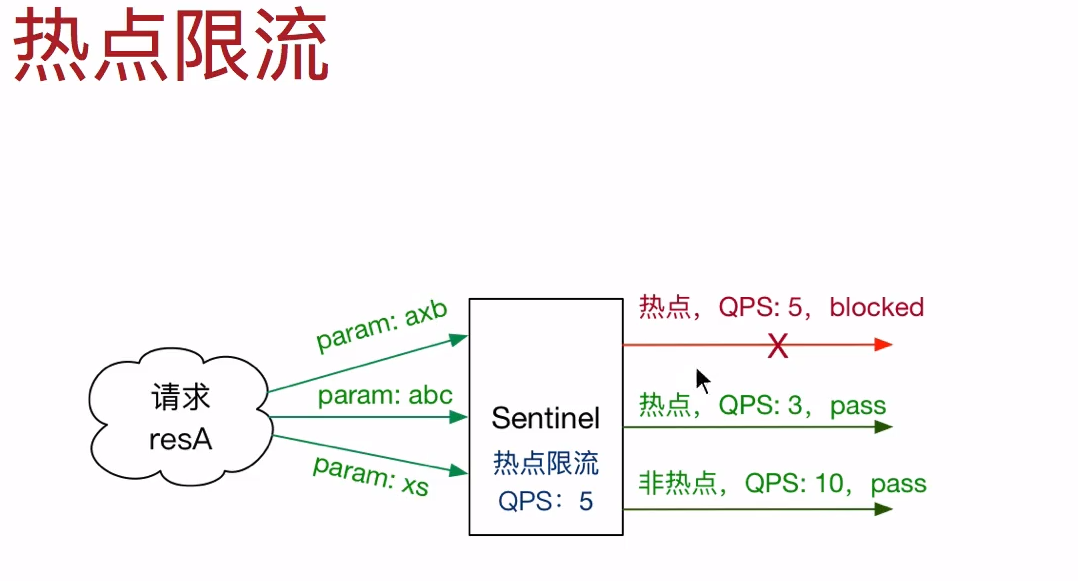 热点限流
请求
resA
param: axb
param: abc
param: xs
Sentinel
热点限流
QPS：5
热点，QPS: 5，blocked
X
热点，QPS: 3，pass
非热点，QPS: 10，pass